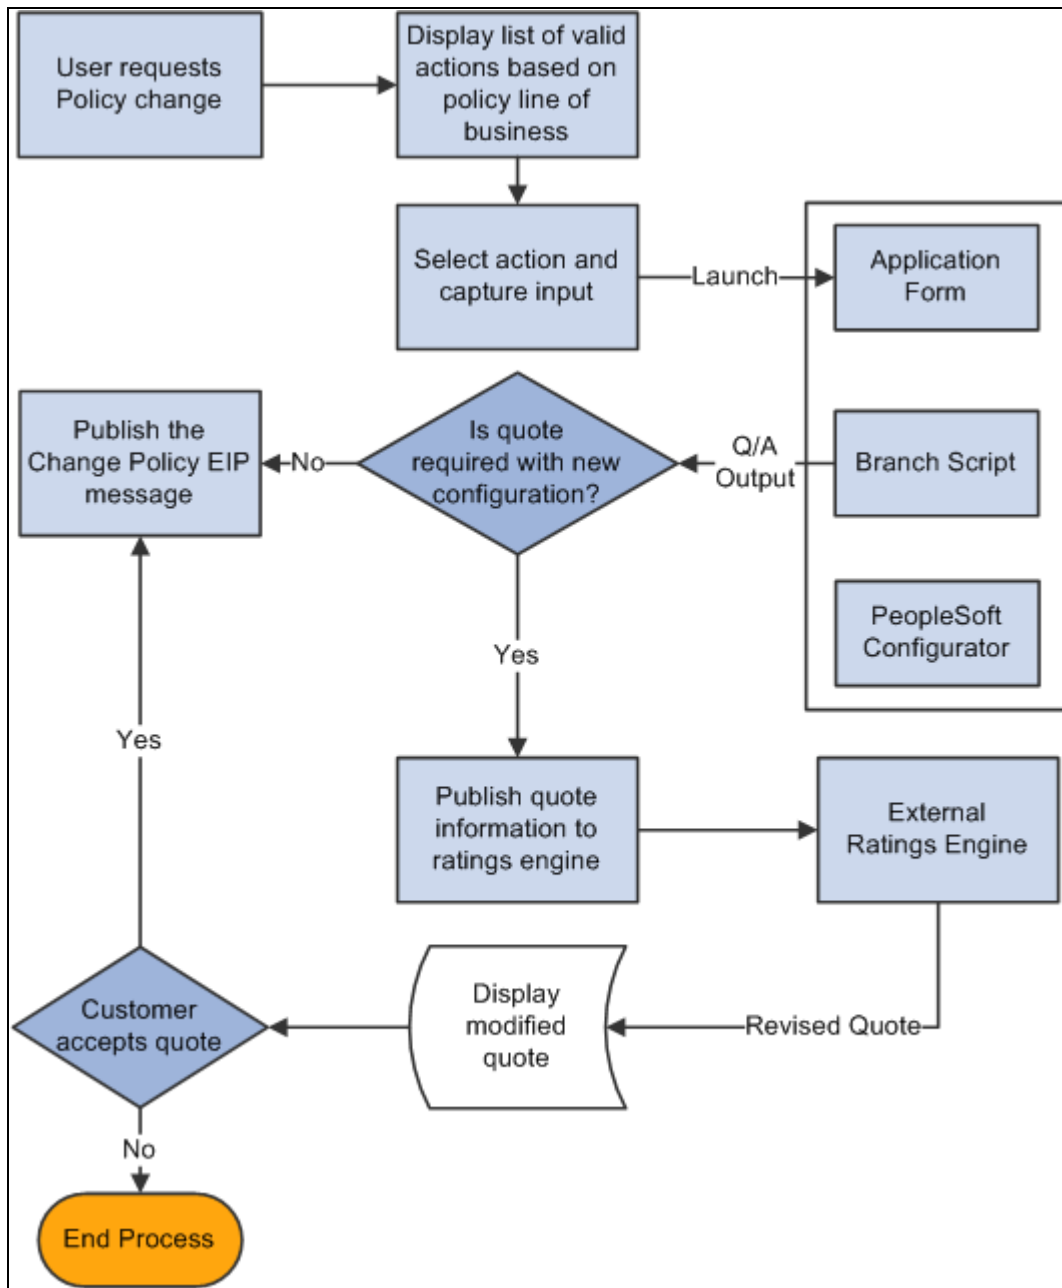 User requests
Policy change
Display list of valid
actions based on
policy line of
business
Select action and
capture input
Launch
Application
Form
Publish the
Change Policy EIP
message
No
Is quote
required with new
configuration?
Q/A
Output
Branch Script
PeopleSoft
Configurator
Yes
Yes
Publish quote
information to
ratings engine
External
Ratings Engine
Customer
accepts quote
Display
modified
quote
Revised Quote
No
End Process